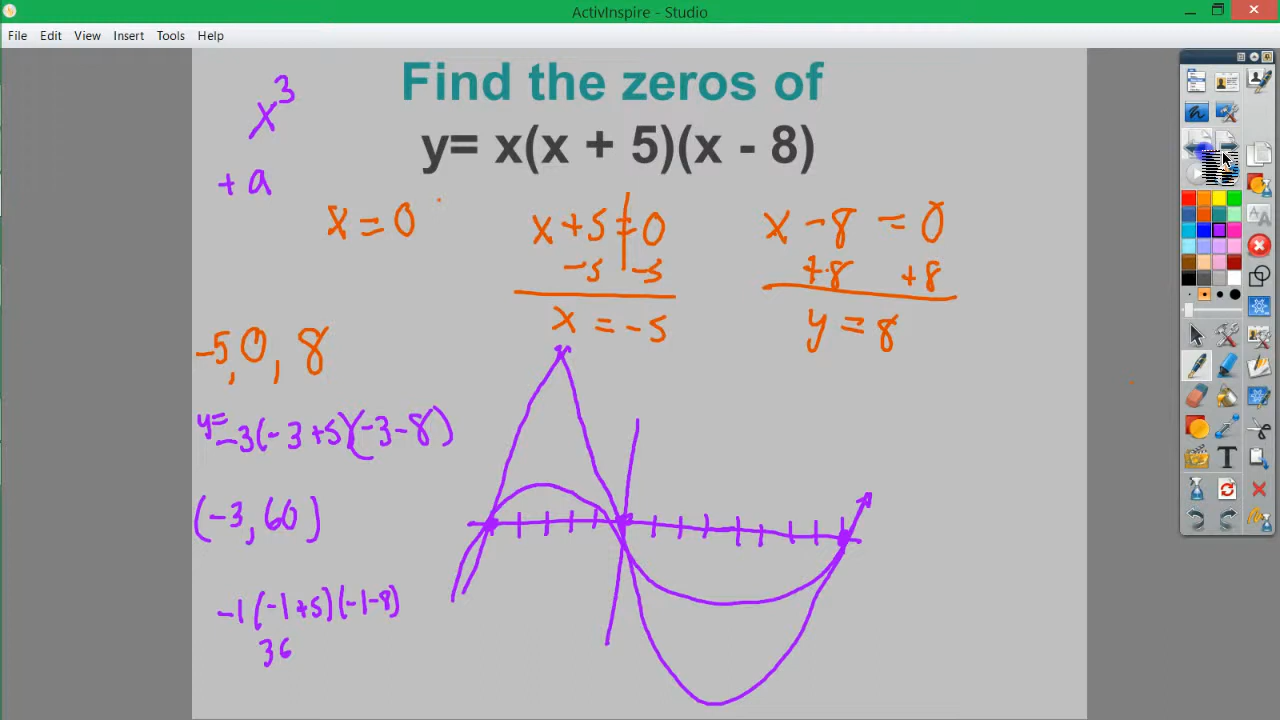 ActivInspire - Studio
File Edit View Insert Tools Help
Find the zeros of
y= x(x + 5)(x - 8)
x³
+ a
x = 0
x + 5 = 0
-5 -5
x = -5
x - 8 = 0
+8 +8
y = 8
-5, 0, 8
y= -3(-3+5)(-3-8)
(-3, 60)
-1(-1+5)(-1-8)
36